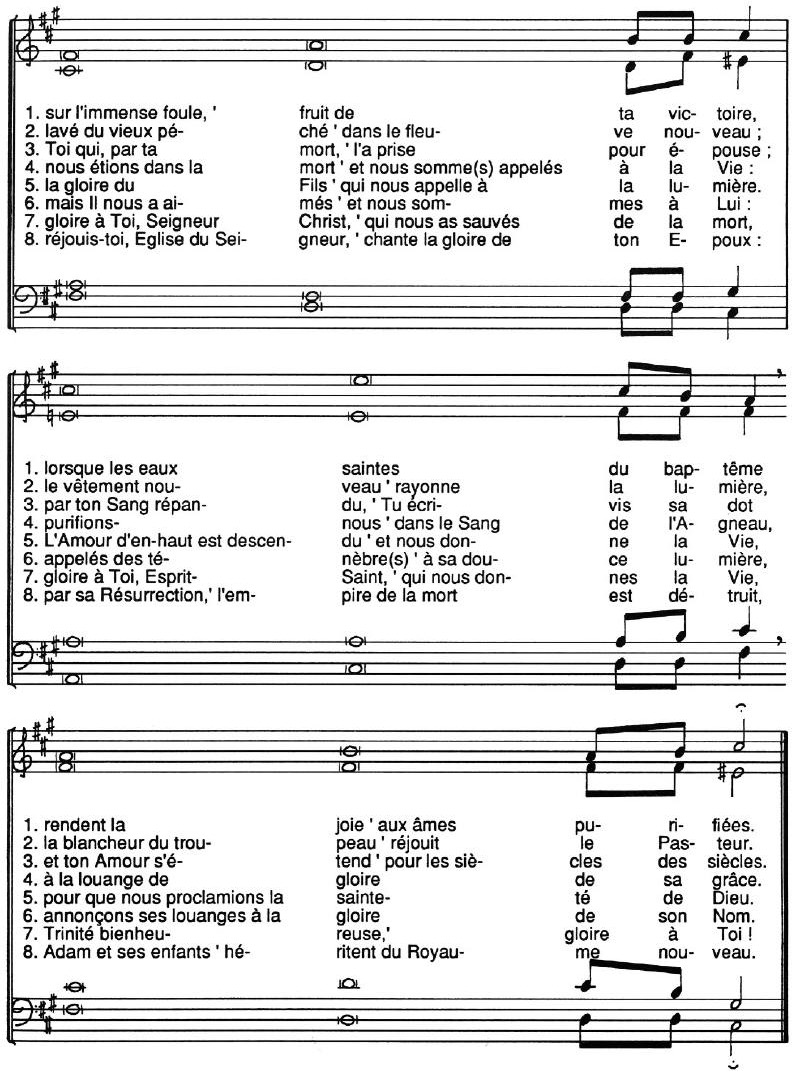 1. sur l'immense foule, ' fruit de ta vic- toire,
2. lavé du vieux pé- ché ' dans le fleu- ve nou- veau ;
3. Toi qui, par ta mort, ' l'a prise pour é- pouse ;
4. nous étions dans la mort ' et nous somme(s) appelés à la Vie :
5. la gloire du Fils ' qui nous appelle à la lu- mière.
6. mais Il nous a ai- més ' et nous som- mes à Lui :
7. gloire à Toi, Seigneur Christ, ' qui nous as sauvés de la mort,
8. réjouis-toi, Eglise du Sei- gneur, ' chante la gloire de ton E- poux :
1. lorsque les eaux saintes du bap- tême
2. le vêtement nou- veau ' rayonne la lu- mière,
3. par ton Sang répan- du, ' Tu écri- vis sa dot
4. purifions- nous ' dans le Sang de l'A- gneau,
5. L'Amour d'en-haut est descen- du ' et nous don- ne la Vie,
6. appelés des té- nèbre(s) ' à sa dou- ce lu- mière,
7. gloire à Toi, Esprit- Saint, ' qui nous don- nes la Vie,
8. par sa Résurrection,' l'em- pire de la mort est dé- truit,
1. rendent la joie ' aux âmes pu- ri- fiées.
2. la blancheur du trou- peau ' réjouit le Pas- teur.
3. et ton Amour s'é- tend ' pour les siè- cles des siècles.
4. à la louange de gloire de sa grâce.
5. pour que nous proclamions la sainte- té de Dieu.
6. annonçons ses louanges à la gloire de son Nom.
7. Trinité bienheu- reuse,' gloire à Toi !
8. Adam et ses enfants ' hé- ritent du Royau- me nou- veau.